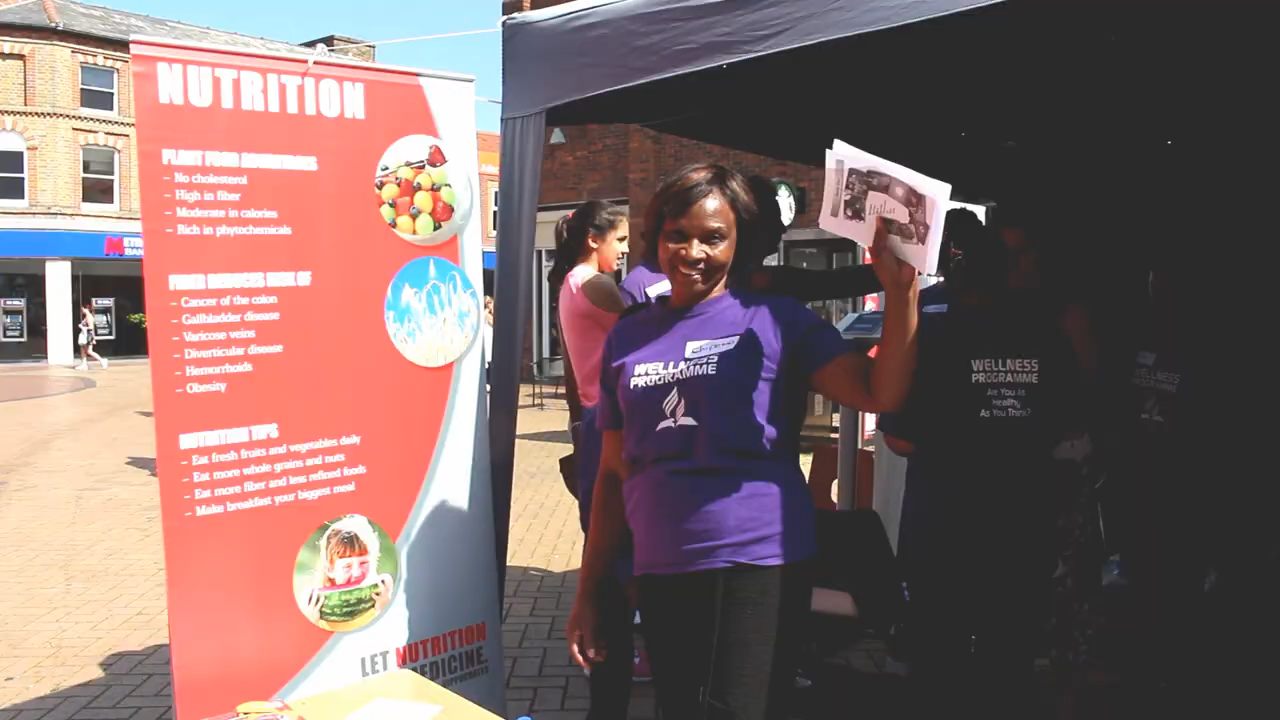 NUTRITION
PLANT FOOD ADVANTAGES
– No cholesterol
– High in fiber
– Moderate in calories
– Rich in phytochemicals
FIBER REDUCES RISK OF
– Cancer of the colon
– Gallbladder disease
– Varicose veins
– Diverticular disease
– Hemorrhoids
– Obesity
NUTRITION TIPS
– Eat fresh fruits and vegetables daily
– Eat more whole grains and nuts
– Eat more fiber and less refined foods
– Make breakfast your biggest meal
LET NUTRITION
MEDICINE.
HIPPOCRATES
METRO
BANK
WELLNESS
PROGRAMME
WELLNESS
PROGRAMME
Are You As
Healthy
As You Think?
WELLNESS
PROGRAMME